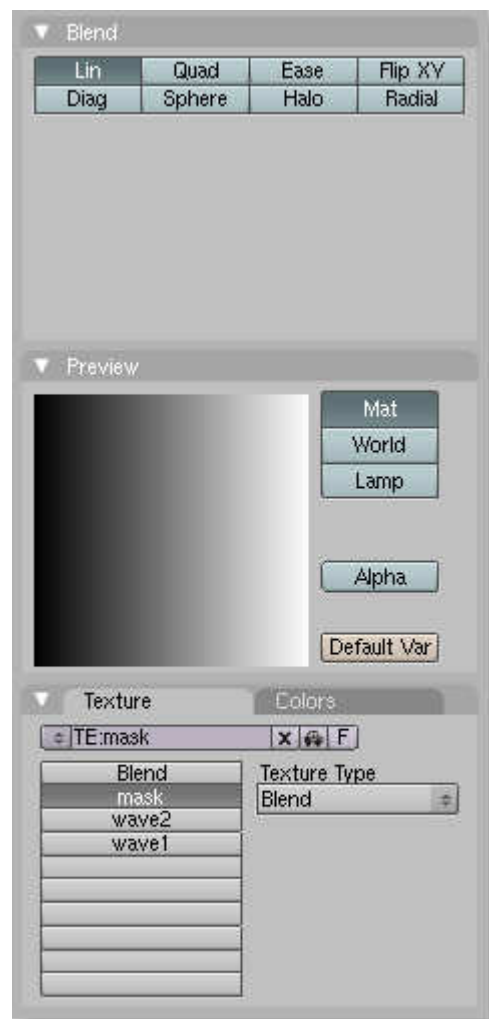 Blend
Lin Quad Ease Flip XY
Diag Sphere Halo Radial
Preview
Mat
World
Lamp
Alpha
Default Var
Texture Colors
TE:mask X F
Blend
mask
wave2
wave1
Texture Type
Blend